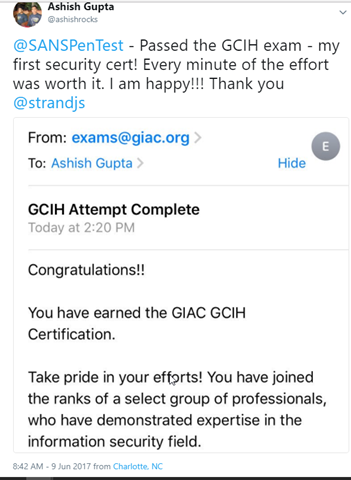 Ashish Gupta
@ashishrocks
@SANSPenTest - Passed the GCIH exam - my
first security cert! Every minute of the effort
was worth it. I am happy!!! Thank you
@strandjs
From: exams@giac.org
E
To: Ashish Gupta
Hide
GCIH Attempt Complete
Today at 2:20 PM
Congratulations!!
You have earned the GIAC GCIH
Certification.
Take pride in your efforts! You have joined
the ranks of a select group of professionals,
who have demonstrated expertise in the
information security field.
8:42 AM - 9 Jun 2017 from Charlotte, NC